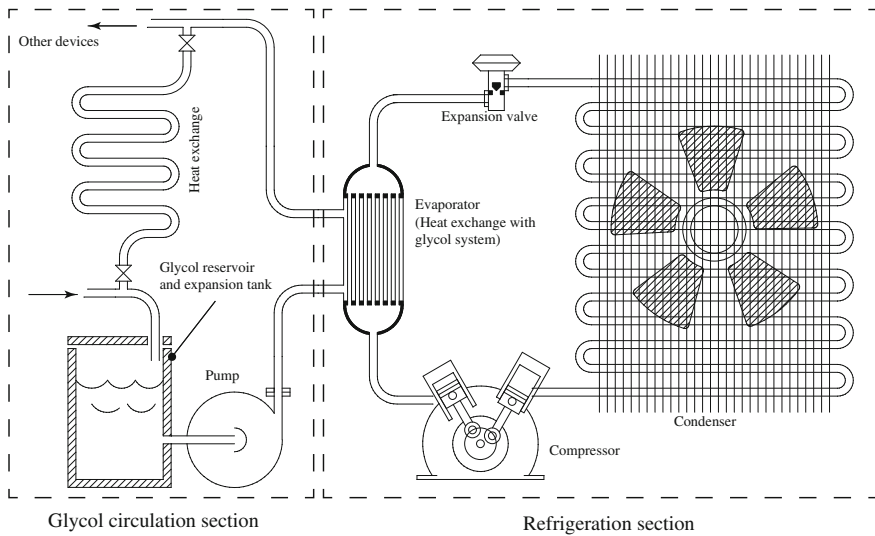 Other devices
Heat exchange
Glycol reservoir
and expansion tank
Pump
Expansion valve
Evaporator
(Heat exchange with
glycol system)
Compressor
Condenser
Glycol circulation section
Refrigeration section